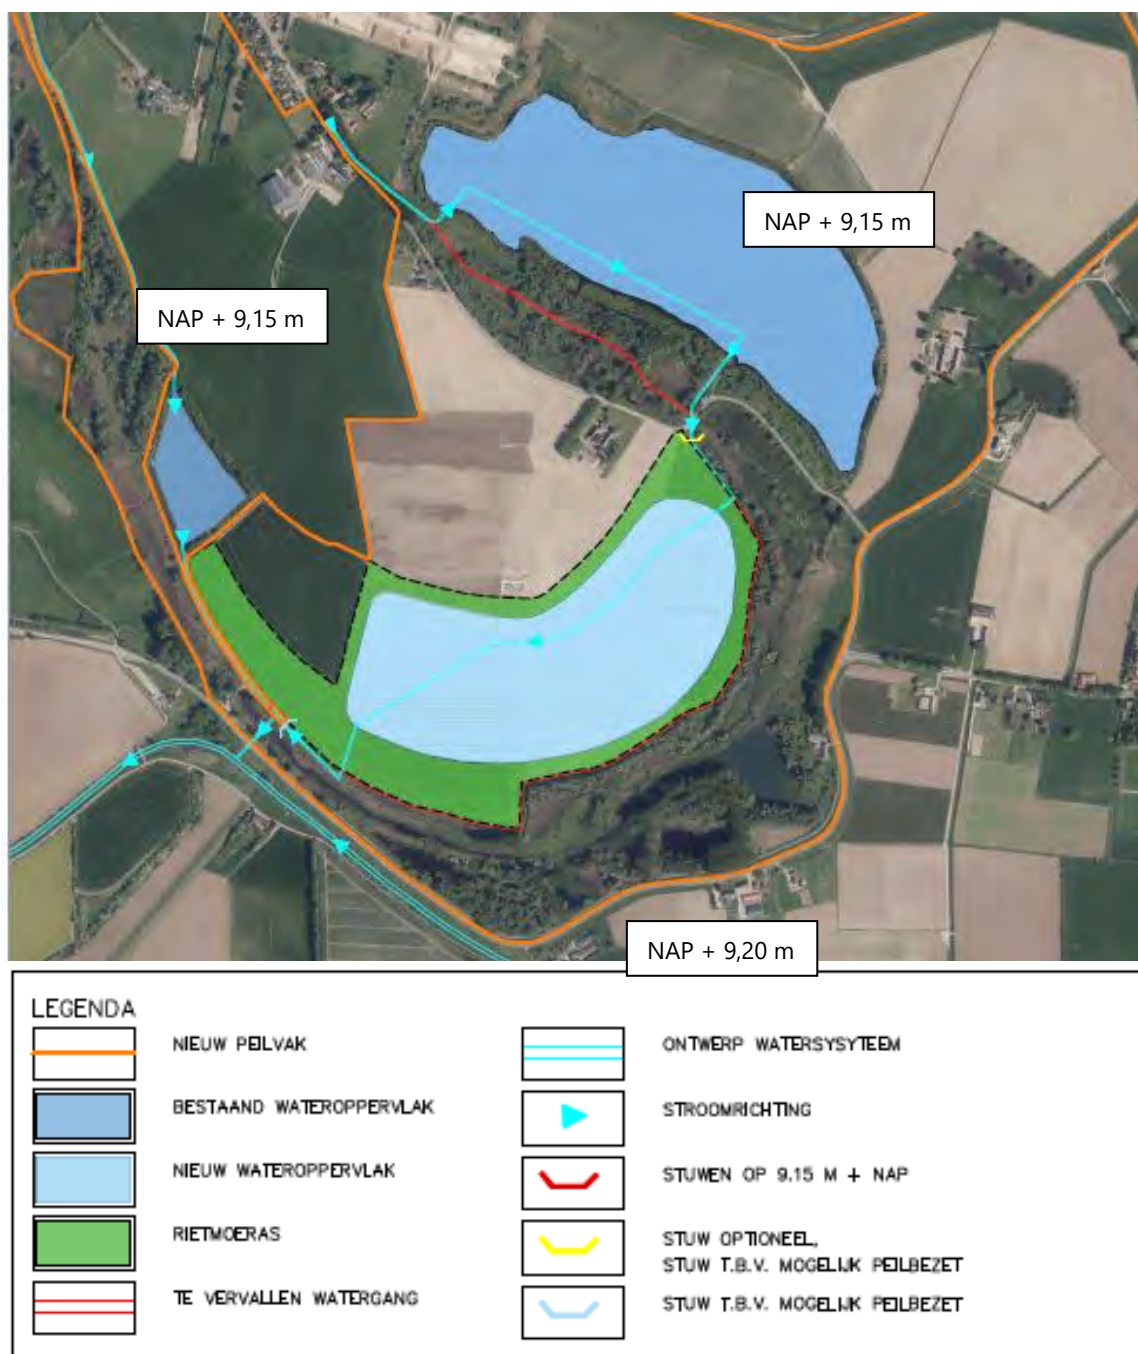 NAP + 9,15 m
NAP + 9,15 m
NAP + 9,20 m
LEGENDA
NIEUW PEILVAK
BESTAAND WATEROPPERVLAK
NIEUW WATEROPPERVLAK
RIETMOERAS
TE VERVALLEN WATERGANG
ONTWERP WATERSYSYTEEM
STROOMRICHTING
STUWEN OP 9.15 M + NAP
STUW OPTIONEEL,
STUW T.B.V. MOGELIJK PEILBEZET
STUW T.B.V. MOGELIJK PEILBEZET